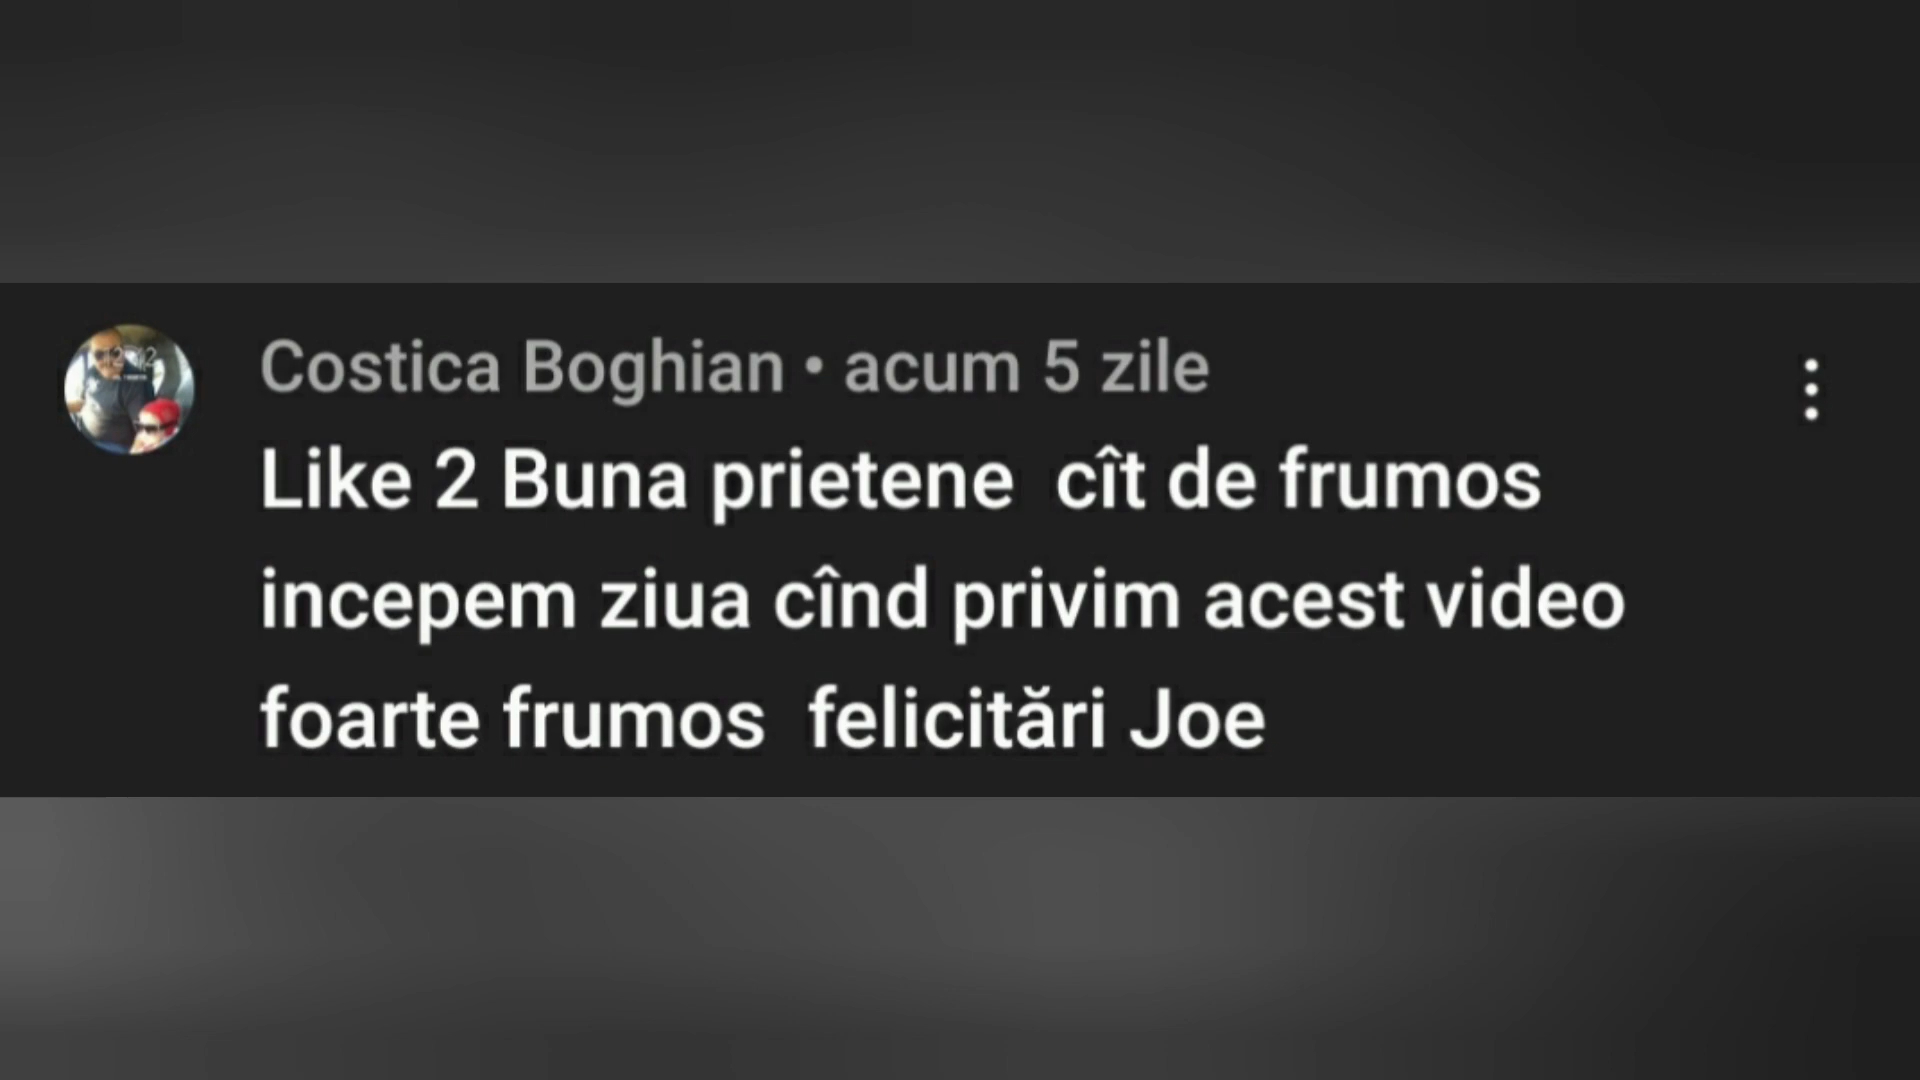 Costica Boghian • acum 5 zile
Like 2 Buna prietene  cît de frumos
incepem ziua cînd privim acest video
foarte frumos  felicitări Joe